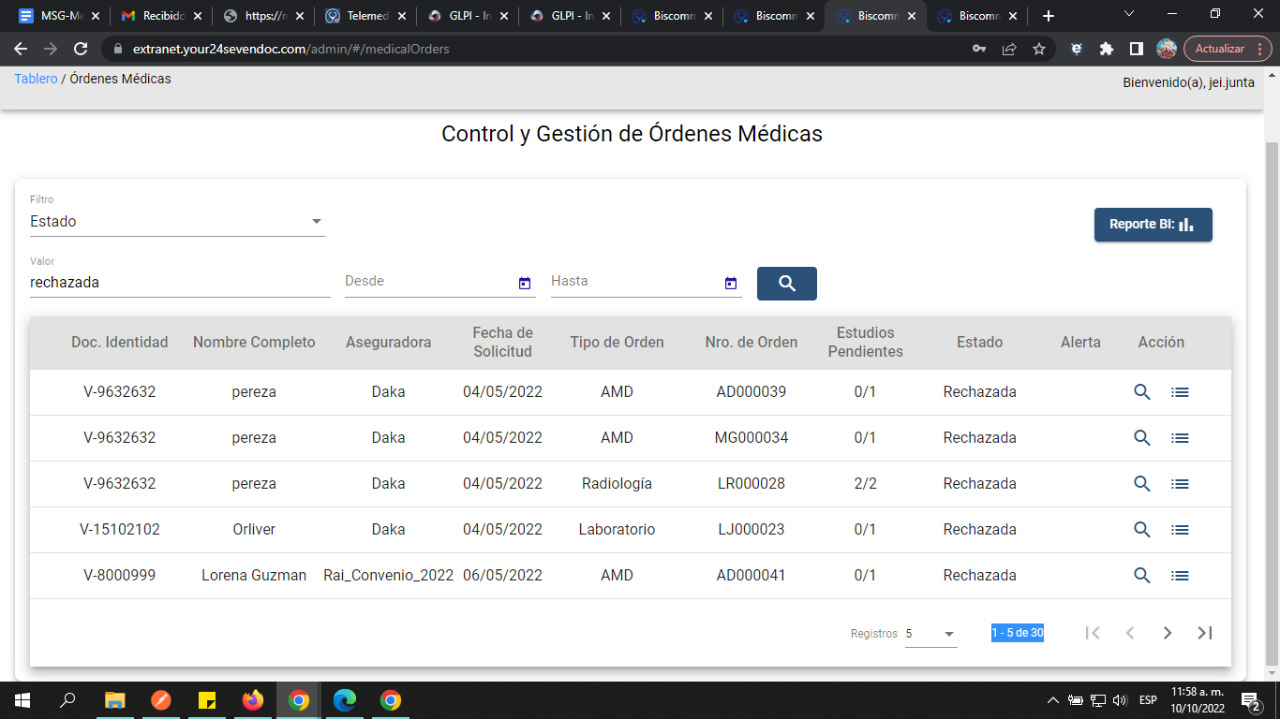 MSG-M
Recibido
https://n
Telemed
GLPI - In
GLPI - In
Biscomn
Biscomn
Biscomn
Biscomn
extranet.your24sevendoc.com/admin/#/medicalOrders
Actualizar
Tablero / Órdenes Médicas
Bienvenido(a), jei.junta
Control y Gestión de Órdenes Médicas
Filtro
Estado
Reporte BI:
Valor
rechazada
Desde
Hasta
Doc. Identidad Nombre Completo Aseguradora Fecha de Solicitud Tipo de Orden Nro. de Orden Estudios Pendientes Estado Alerta Acción
V-9632632 pereza Daka 04/05/2022 AMD AD000039 0/1 Rechazada
V-9632632 pereza Daka 04/05/2022 AMD MG000034 0/1 Rechazada
V-9632632 pereza Daka 04/05/2022 Radiología LR000028 2/2 Rechazada
V-15102102 Orliver Daka 04/05/2022 Laboratorio LJ000023 0/1 Rechazada
V-8000999 Lorena Guzman Rai_Convenio_2022 06/05/2022 AMD AD000041 0/1 Rechazada
Registros 5 1 - 5 de 30
ESP
11:58 a. m.
10/10/2022
2